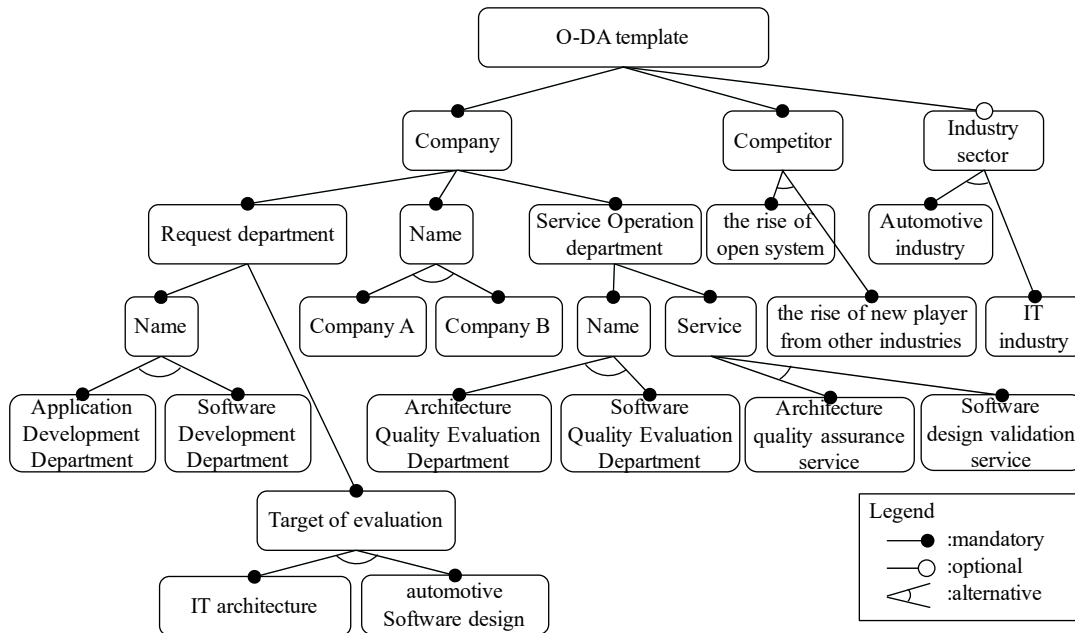 O-DA template
Company
Competitor
Industry
sector
Request department
Name
Service Operation
department
the rise of
open system
Automotive
industry
Name
Company A
Company B
Name
Service
the rise of new player
from other industries
IT
industry
Application
Development
Department
Software
Development
Department
Architecture
Quality Evaluation
Department
Software
Quality Evaluation
Department
Architecture
quality assurance
service
Software
design validation
service
Target of evaluation
IT architecture
automotive
Software design
Legend
:mandatory
:optional
:alternative